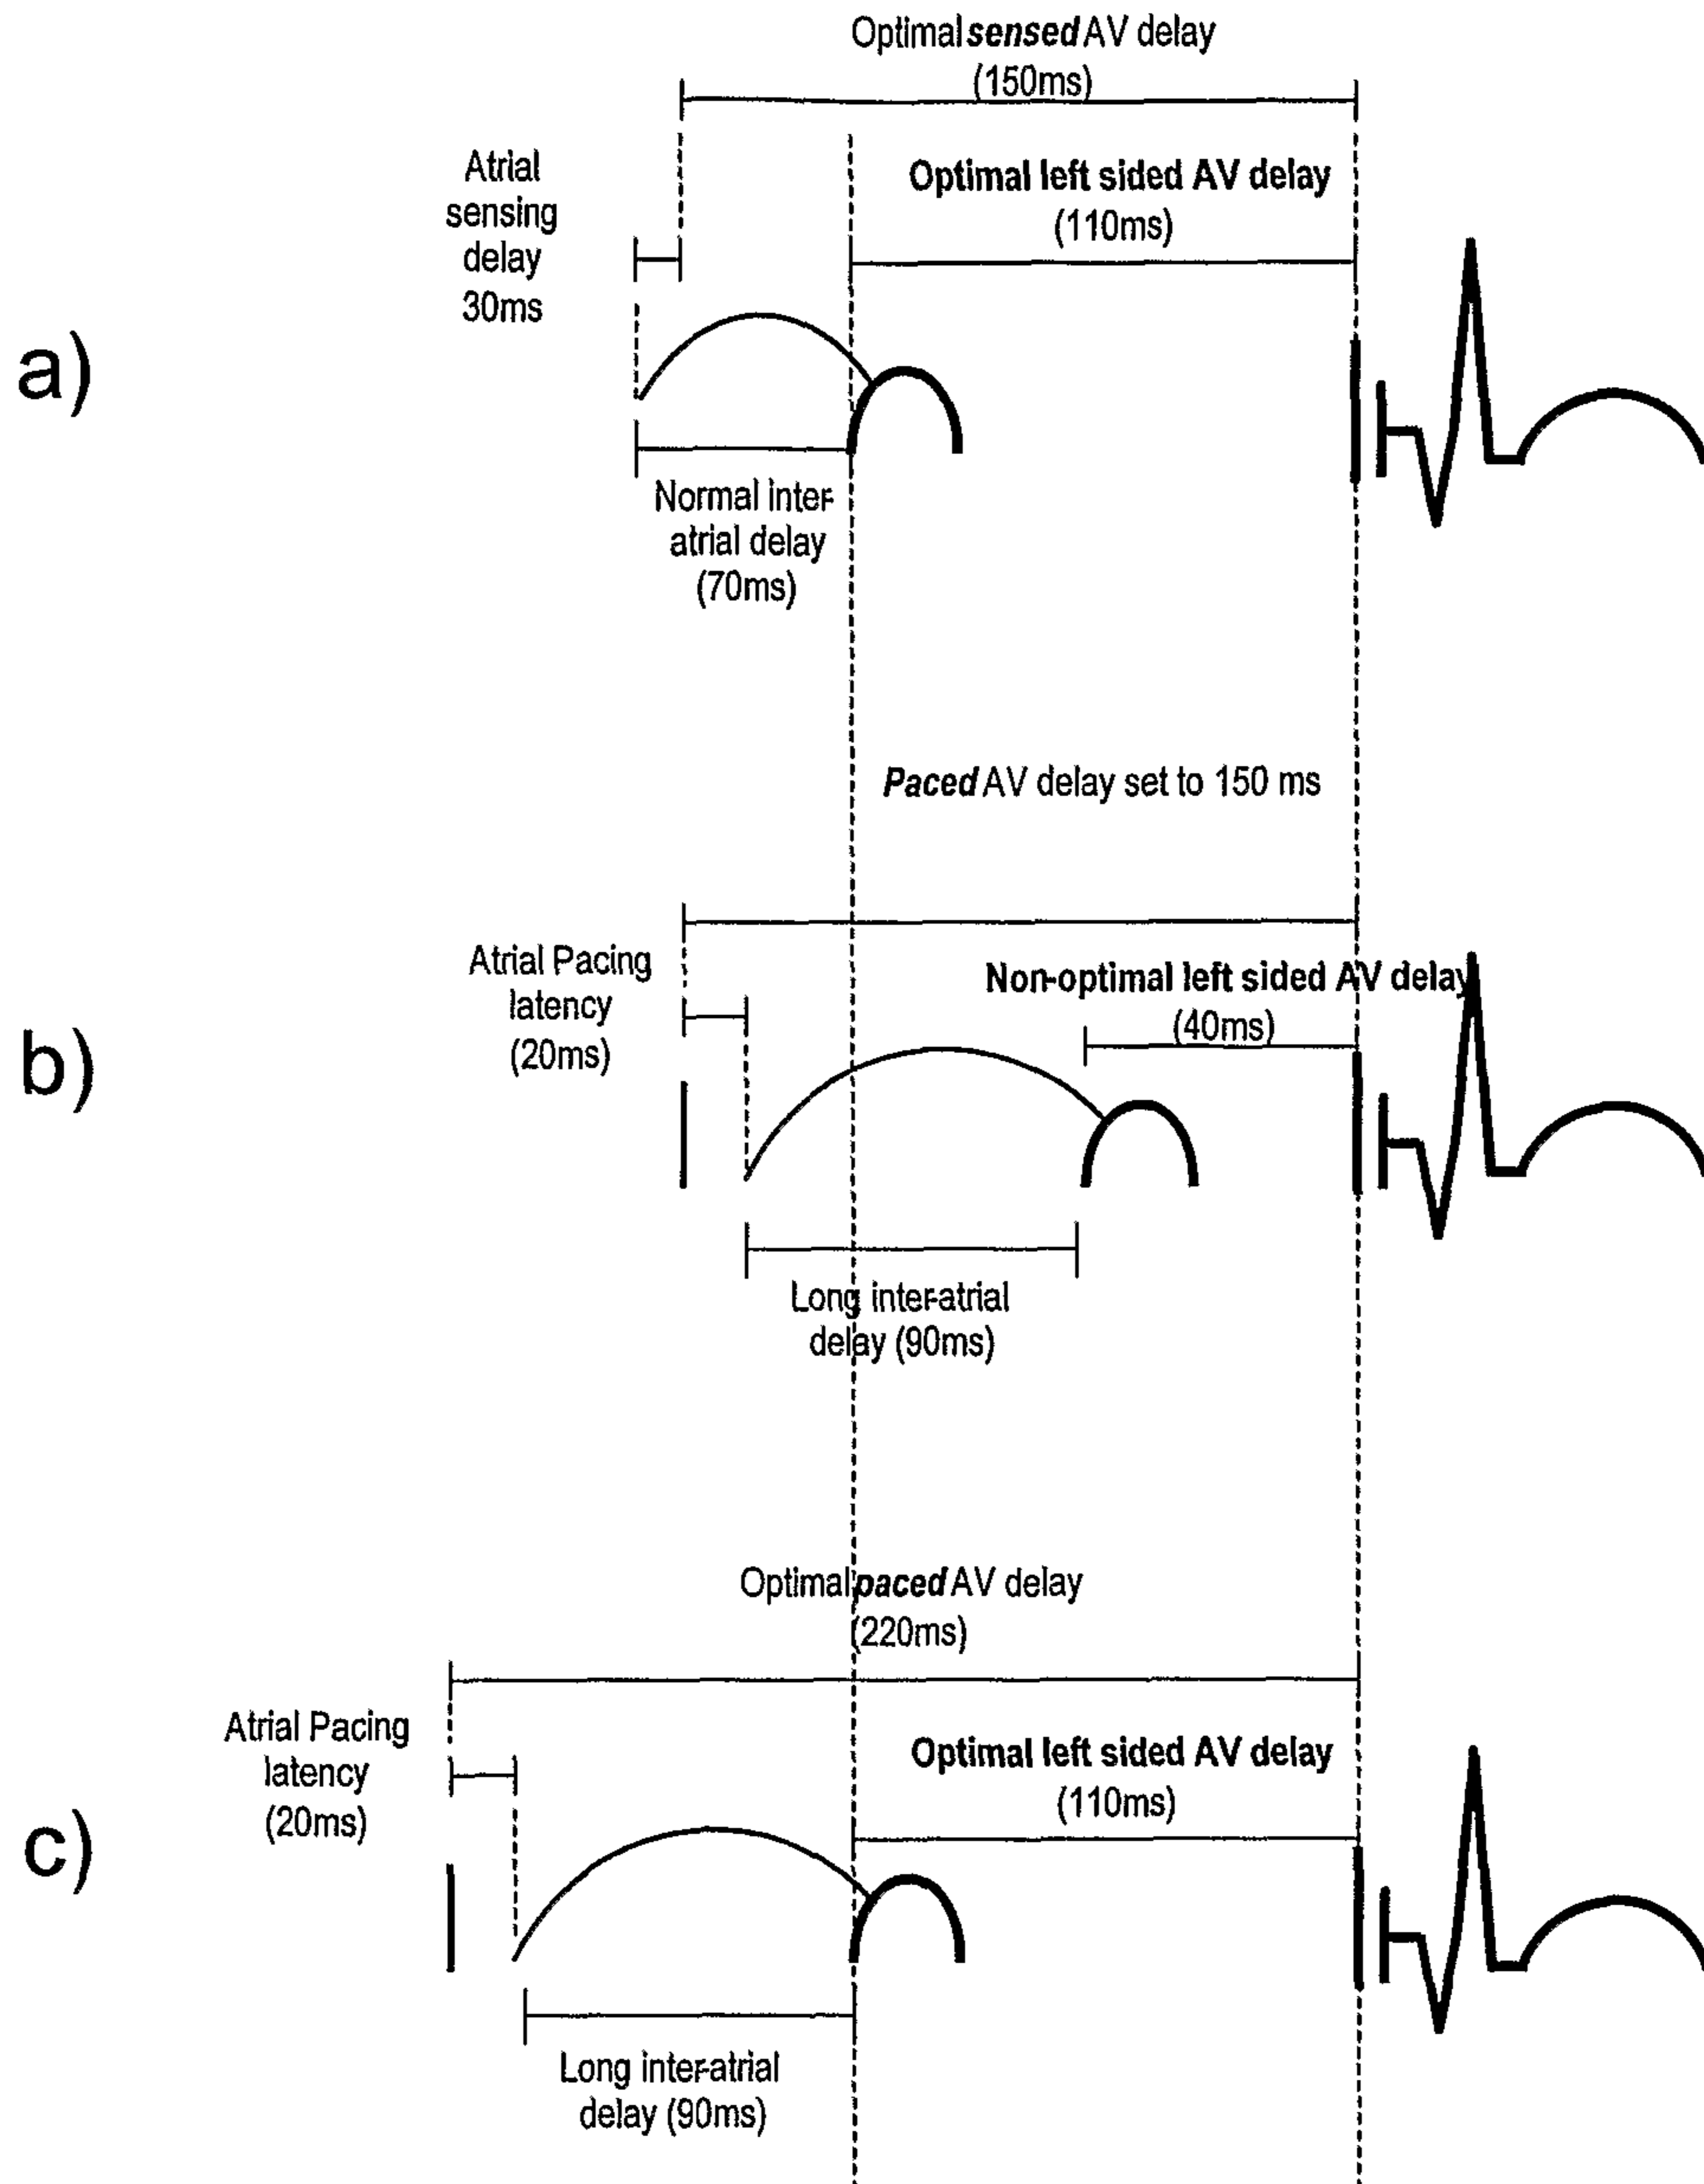 Optimal sensed AV delay
(150ms)
Atrial
sensing
delay
30ms
Optimal left sided AV delay
(110ms)
a)
Normal inter-
atrial delay
(70ms)
Paced AV delay set to 150 ms
Atrial Pacing
latency
(20ms)
Non-optimal left sided AV delay
(40ms)
b)
Long inter-atrial
delay (90ms)
Optimal paced AV delay
(220ms)
Atrial Pacing
latency
(20ms)
Optimal left sided AV delay
(110ms)
c)
Long inter-atrial
delay (90ms)